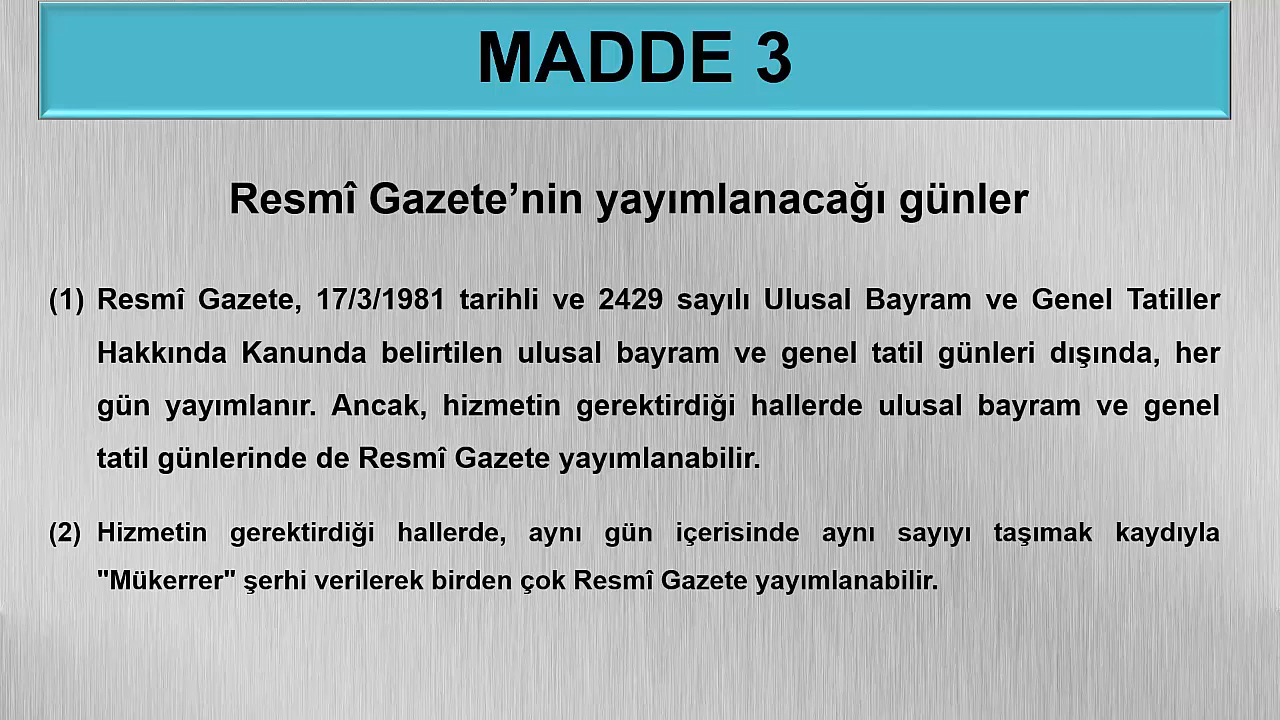 MADDE 3
Resmî Gazete’nin yayımlanacağı günler
(1) Resmî Gazete, 17/3/1981 tarihli ve 2429 sayılı Ulusal Bayram ve Genel Tatiller
Hakkında Kanunda belirtilen ulusal bayram ve genel tatil günleri dışında, her
gün yayımlanır. Ancak, hizmetin gerektirdiği hallerde ulusal bayram ve genel
tatil günlerinde de Resmî Gazete yayımlanabilir.
(2) Hizmetin gerektirdiği hallerde, aynı gün içerisinde aynı sayıyı taşımak kaydıyla
"Mükerrer" şerhi verilerek birden çok Resmî Gazete yayımlanabilir.